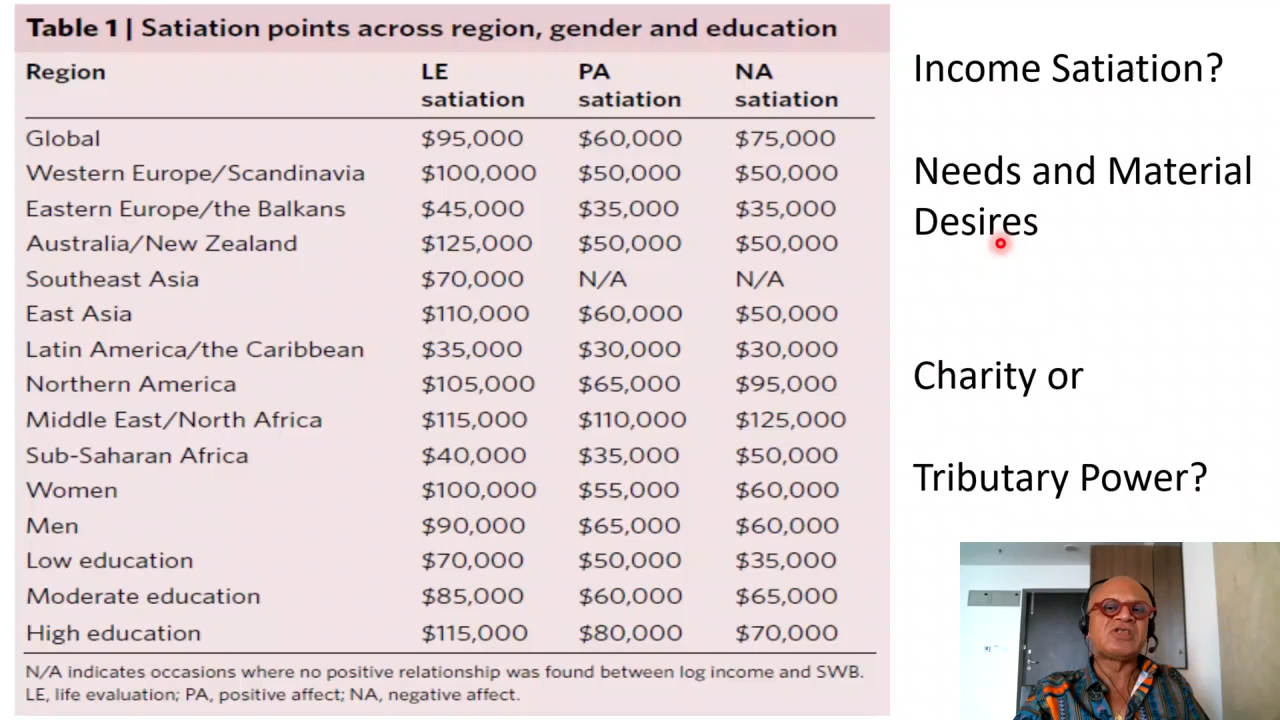 Table 1 | Satiation points across region, gender and education
Region LE satiation PA satiation NA satiation
Global $95,000 $60,000 $75,000
Western Europe/Scandinavia $100,000 $50,000 $50,000
Eastern Europe/the Balkans $45,000 $35,000 $35,000
Australia/New Zealand $125,000 $50,000 $50,000
Southeast Asia $70,000 N/A N/A
East Asia $110,000 $60,000 $50,000
Latin America/the Caribbean $35,000 $30,000 $30,000
Northern America $105,000 $65,000 $95,000
Middle East/North Africa $115,000 $110,000 $125,000
Sub-Saharan Africa $40,000 $35,000 $50,000
Women $100,000 $55,000 $60,000
Men $90,000 $65,000 $60,000
Low education $70,000 $50,000 $35,000
Moderate education $85,000 $60,000 $65,000
High education $115,000 $80,000 $70,000
N/A indicates occasions where no positive relationship was found between log income and SWB.
LE, life evaluation; PA, positive affect; NA, negative affect.
Income Satiation?
Needs and Material
Desires
Charity or
Tributary Power?